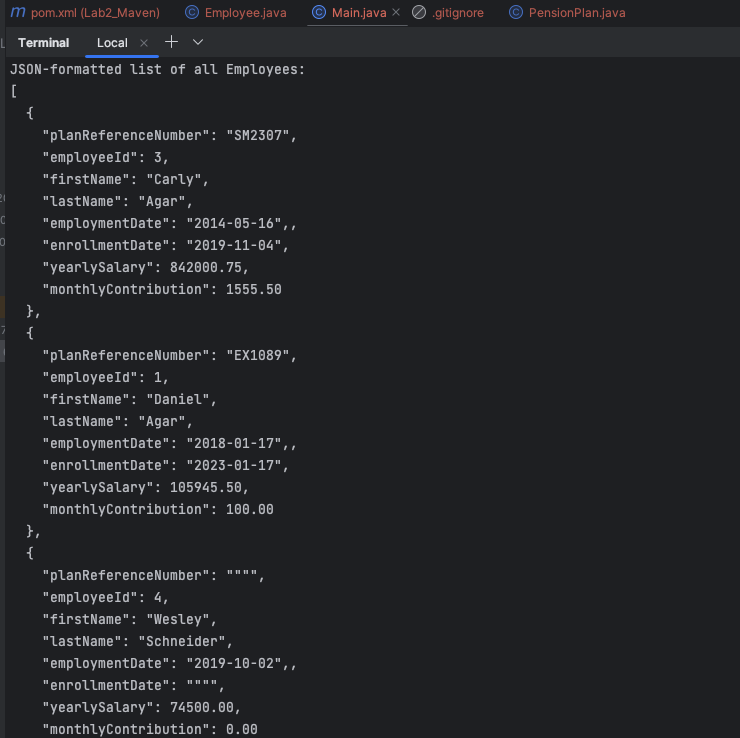 m pom.xml (Lab2_Maven) Employee.java Main.java .gitignore PensionPlan.java
Terminal Local
JSON-formatted list of all Employees:
[
  {
    "planReferenceNumber": "SM2307",
    "employeeId": 3,
    "firstName": "Carly",
    "lastName": "Agar",
    "employmentDate": "2014-05-16",,
    "enrollmentDate": "2019-11-04",
    "yearlySalary": 842000.75,
    "monthlyContribution": 1555.50
  },
  {
    "planReferenceNumber": "EX1089",
    "employeeId": 1,
    "firstName": "Daniel",
    "lastName": "Agar",
    "employmentDate": "2018-01-17",,
    "enrollmentDate": "2023-01-17",
    "yearlySalary": 105945.50,
    "monthlyContribution": 100.00
  },
  {
    "planReferenceNumber": """",
    "employeeId": 4,
    "firstName": "Wesley",
    "lastName": "Schneider",
    "employmentDate": "2019-10-02",,
    "enrollmentDate": """",
    "yearlySalary": 74500.00,
    "monthlyContribution": 0.00